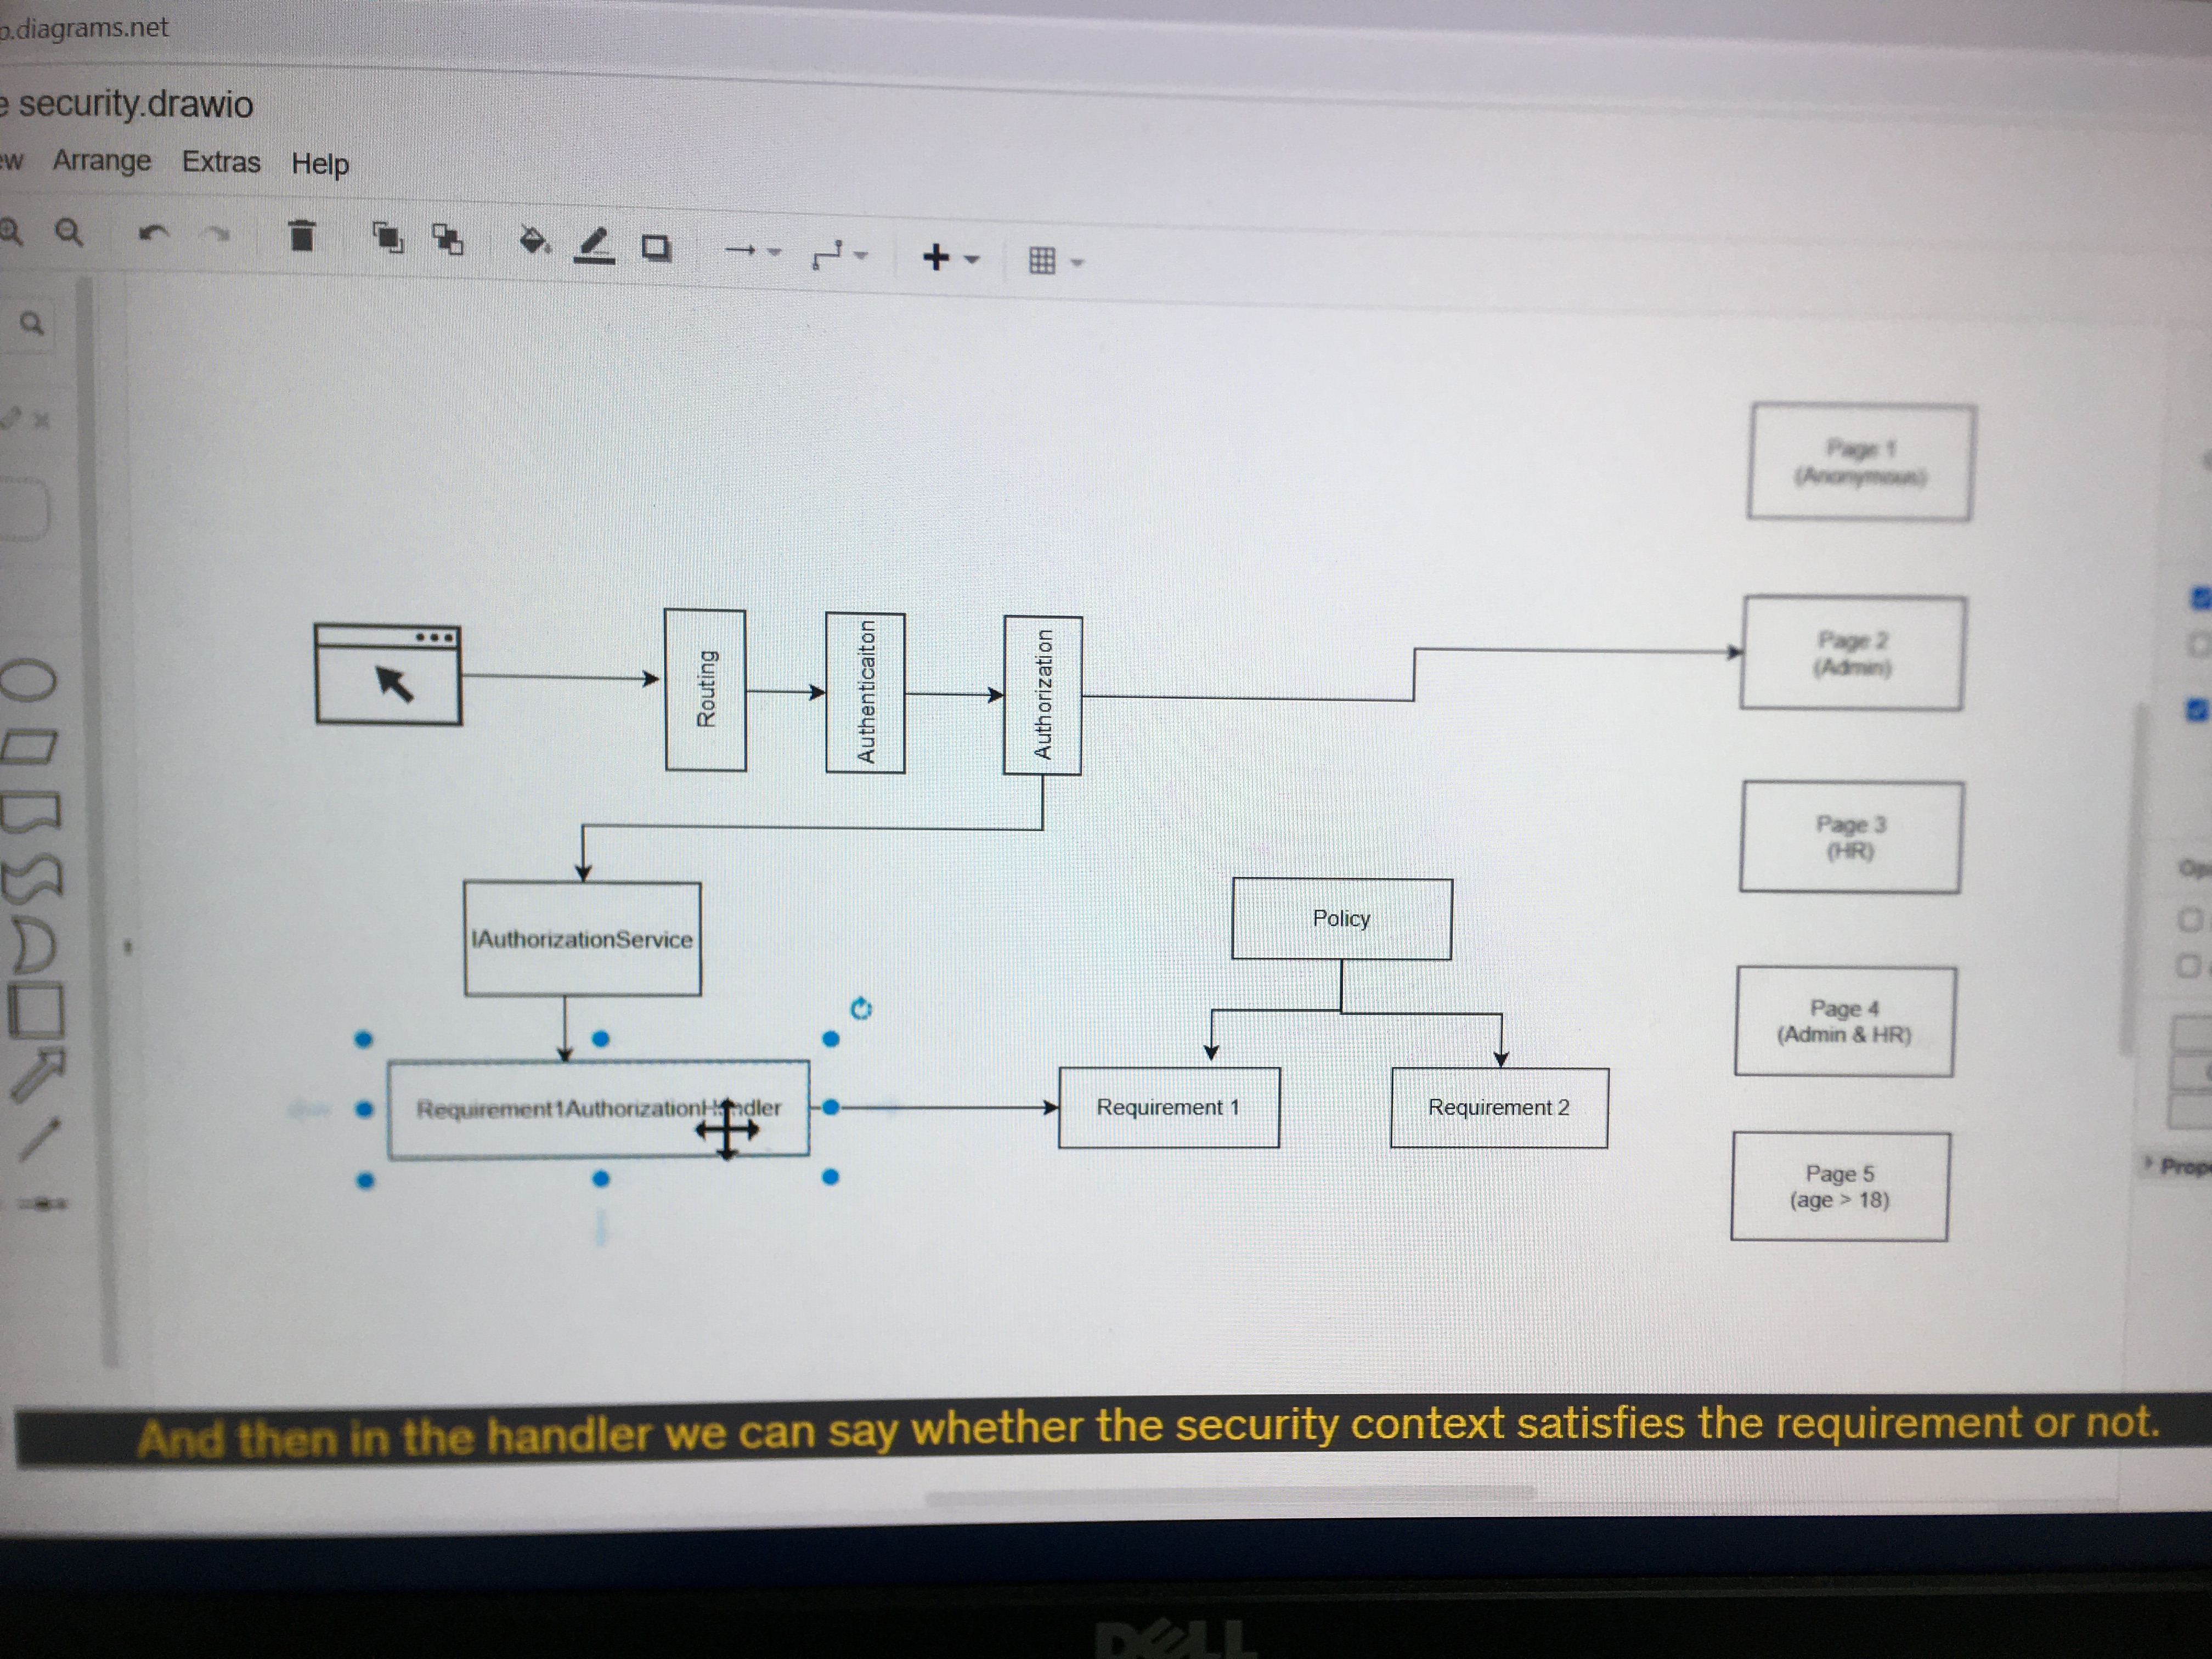 p.diagrams.net
e security.drawio
ew Arrange Extras Help
Page 1
(Anonymous)
Routing
Authenticaiton
Authorization
Page 2
(Admin)
Page 3
(HR)
IAuthorizationService
Policy
Page 4
(Admin & HR)
Requirement 1
Requirement 2
Page 5
(age > 18)
Op
Prop
And then in the handler we can say whether the security context satisfies the requirement or not.
DELL